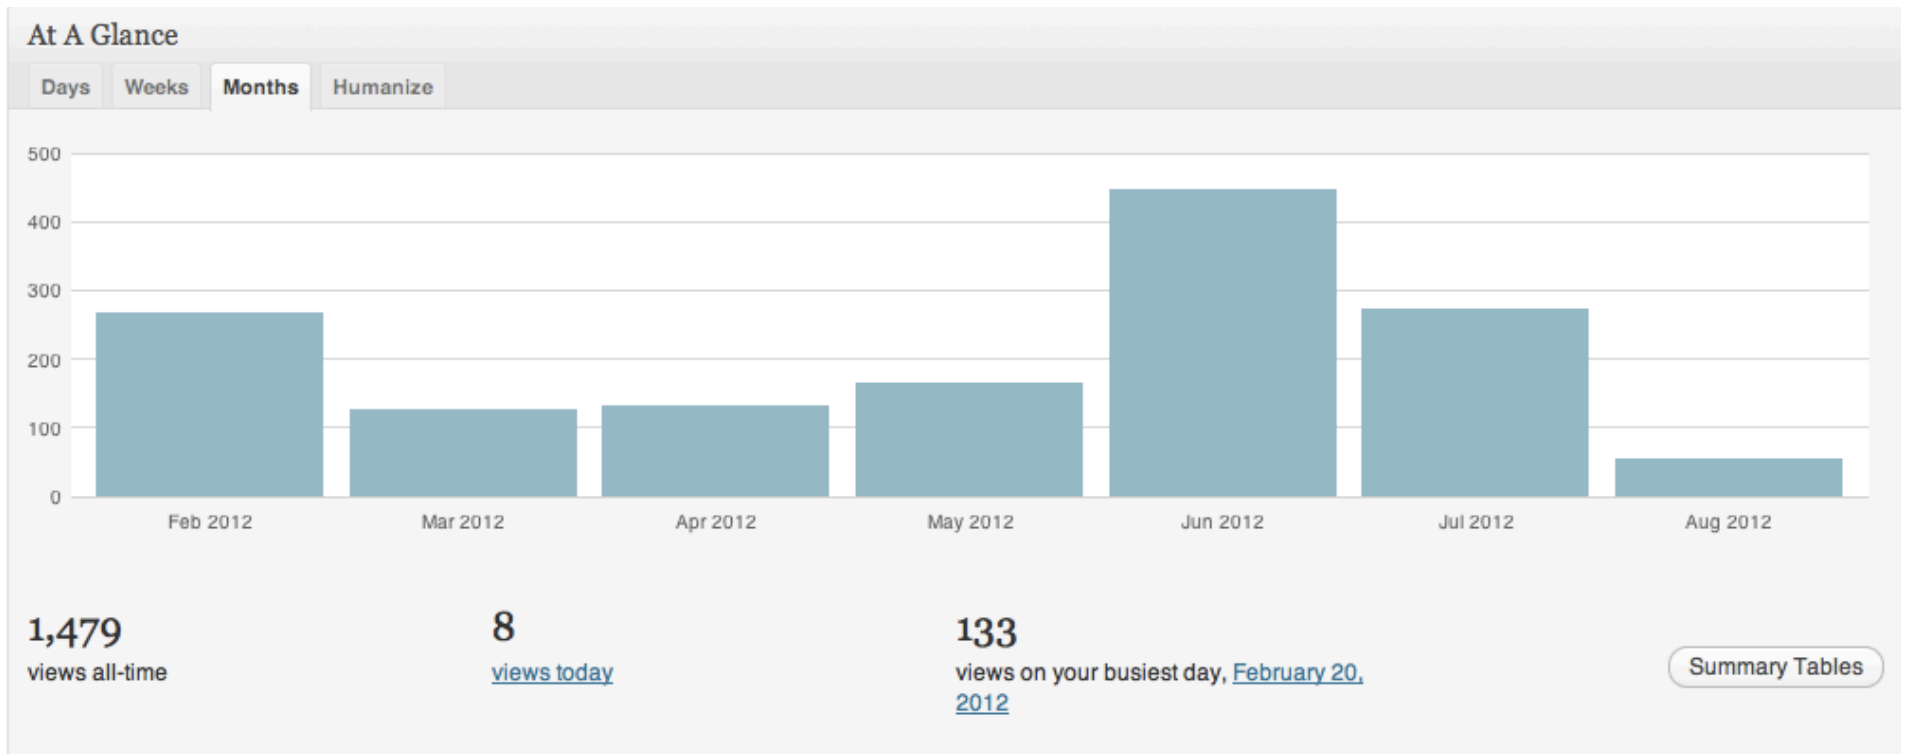 At A Glance
Days Weeks Months Humanize
500
400
300
200
100
0
Feb 2012 Mar 2012 Apr 2012 May 2012 Jun 2012 Jul 2012 Aug 2012
1,479 8 133
views all-time views today views on your busiest day, February 20, Summary Tables
2012